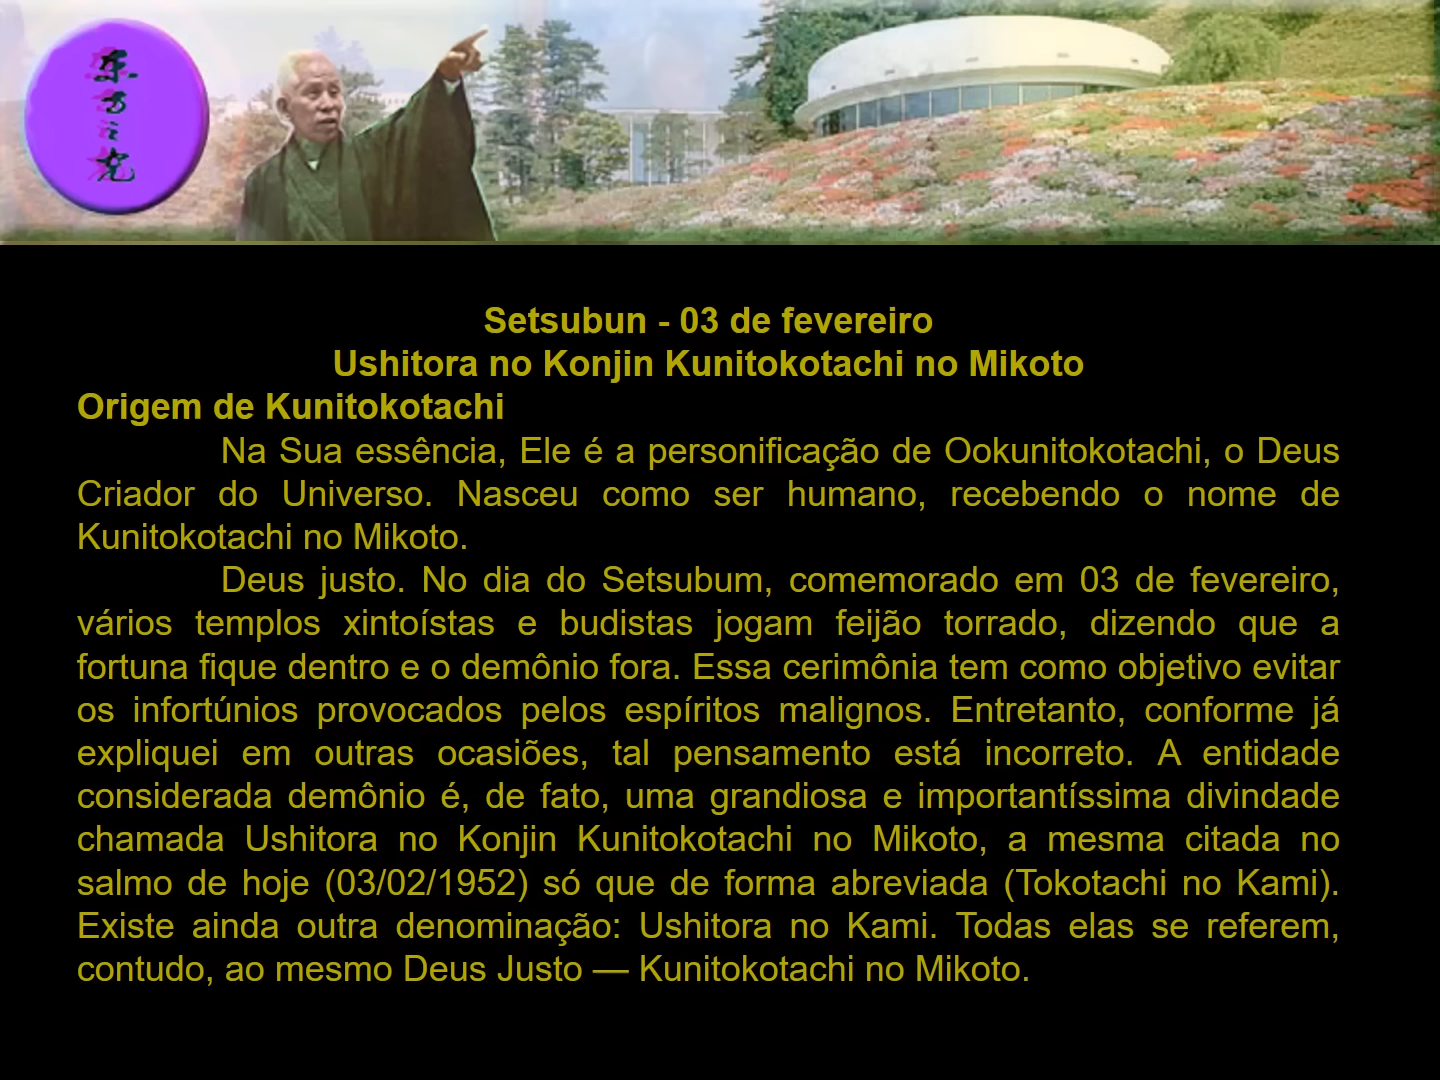 東方之光
Setsubun - 03 de fevereiro
Ushitora no Konjin Kunitokotachi no Mikoto
Origem de Kunitokotachi
Na Sua essência, Ele é a personificação de Ookunitokotachi, o Deus
Criador do Universo. Nasceu como ser humano, recebendo o nome de
Kunitokotachi no Mikoto.
Deus justo. No dia do Setsubum, comemorado em 03 de fevereiro,
vários templos xintoístas e budistas jogam feijão torrado, dizendo que a
fortuna fique dentro e o demônio fora. Essa cerimônia tem como objetivo evitar
os infortúnios provocados pelos espíritos malignos. Entretanto, conforme já
expliquei em outras ocasiões, tal pensamento está incorreto. A entidade
considerada demônio é, de fato, uma grandiosa e importantíssima divindade
chamada Ushitora no Konjin Kunitokotachi no Mikoto, a mesma citada no
salmo de hoje (03/02/1952) só que de forma abreviada (Tokotachi no Kami).
Existe ainda outra denominação: Ushitora no Kami. Todas elas se referem,
contudo, ao mesmo Deus Justo — Kunitokotachi no Mikoto.